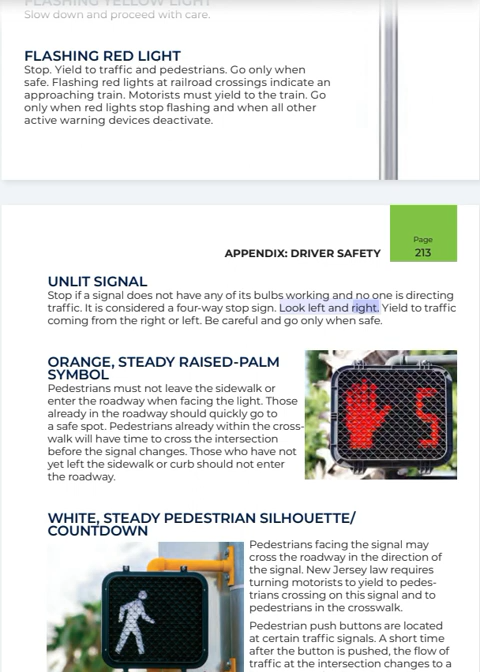 FLASHING YELLOW LIGHT
Slow down and proceed with care.
FLASHING RED LIGHT
Stop. Yield to traffic and pedestrians. Go only when
safe. Flashing red lights at railroad crossings indicate an
approaching train. Motorists must yield to the train. Go
only when red lights stop flashing and when all other
active warning devices deactivate.
APPENDIX: DRIVER SAFETY
Page
213
UNLIT SIGNAL
Stop if a signal does not have any of its bulbs working and no one is directing
traffic. It is considered a four-way stop sign. Look left and right. Yield to traffic
coming from the right or left. Be careful and go only when safe.
ORANGE, STEADY RAISED-PALM
SYMBOL
Pedestrians must not leave the sidewalk or
enter the roadway when facing the light. Those
already in the roadway should quickly go to
a safe spot. Pedestrians already within the cross-
walk will have time to cross the intersection
before the signal changes. Those who have not
yet left the sidewalk or curb should not enter
the roadway.
5
WHITE, STEADY PEDESTRIAN SILHOUETTE/
COUNTDOWN
Pedestrians facing the signal may
cross the roadway in the direction of
the signal. New Jersey law requires
turning motorists to yield to pedes-
trians crossing on this signal and to
pedestrians in the crosswalk.
Pedestrian push buttons are located
at certain traffic signals. A short time
after the button is pushed, the flow of
traffic at the intersection changes to a